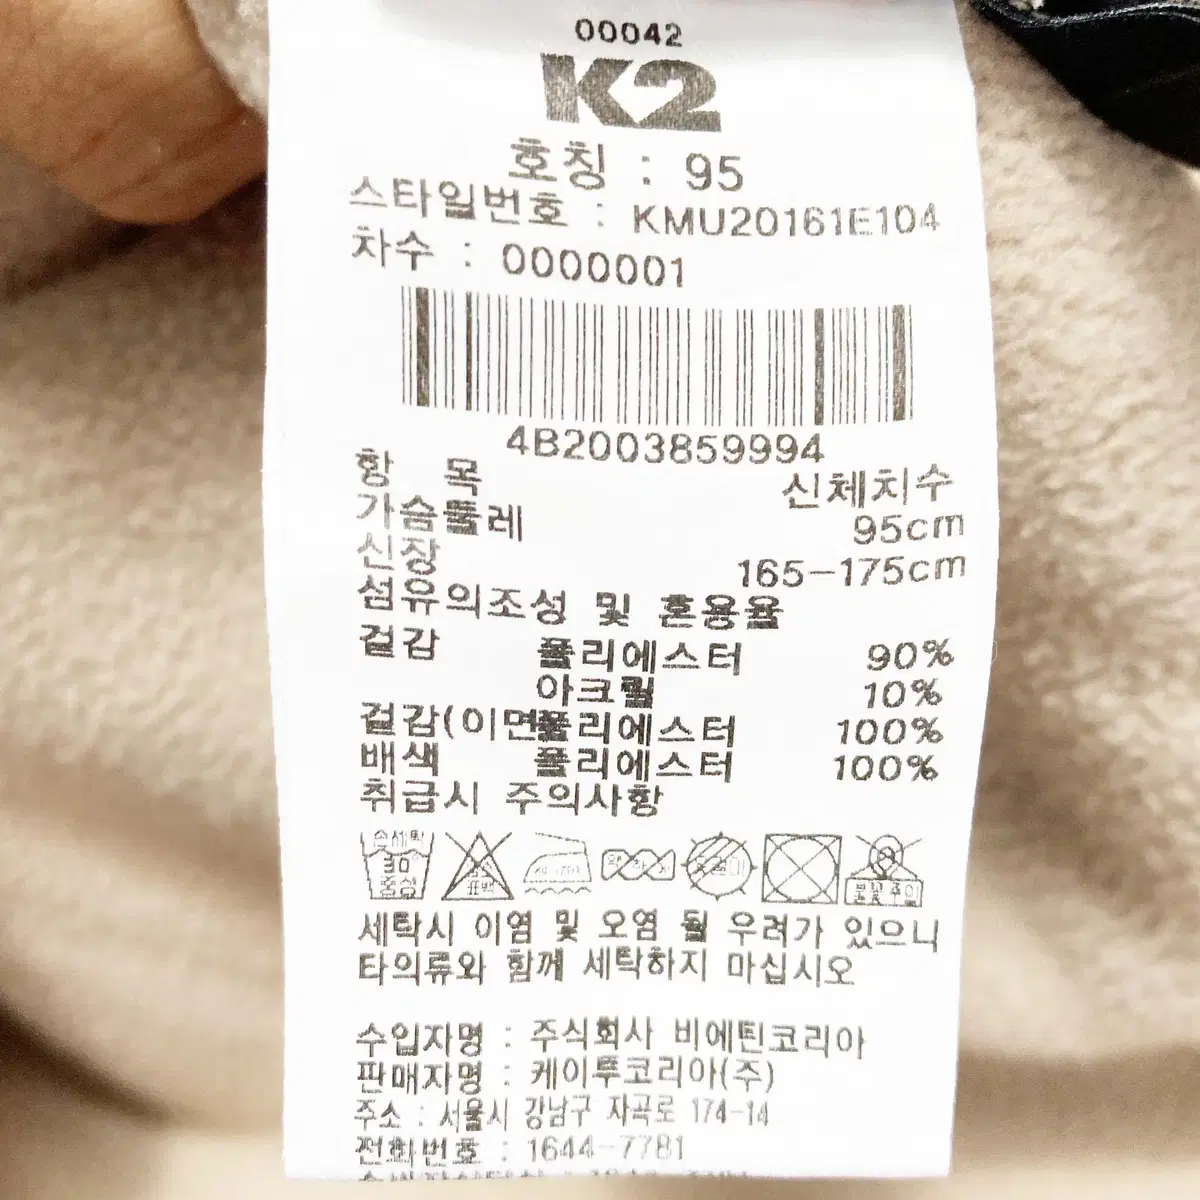 00042
K2
호칭 : 95
스타일번호 : KMU20161E104
차수 : 0000001
4B2003859994
항 목 신체치수
가슴둘레 95cm
신장 165-175cm
섬유의조성 및 혼용율
겉감 폴리에스터 90%
아크릴 10%
겉감(이면 폴리에스터 100%
배색 폴리에스터 100%
취급시 주의사항
손세탁 표백
세탁시 이염 및 오염 될 우려가 있으니
타의류와 함께 세탁하지 마십시오
수입자명 : 주식회사 비에틴코리아
판매자명 : 케이투코리아(주)
주소 : 서울시 강남구 자곡로 174-14
전화번호 : 1644-7781